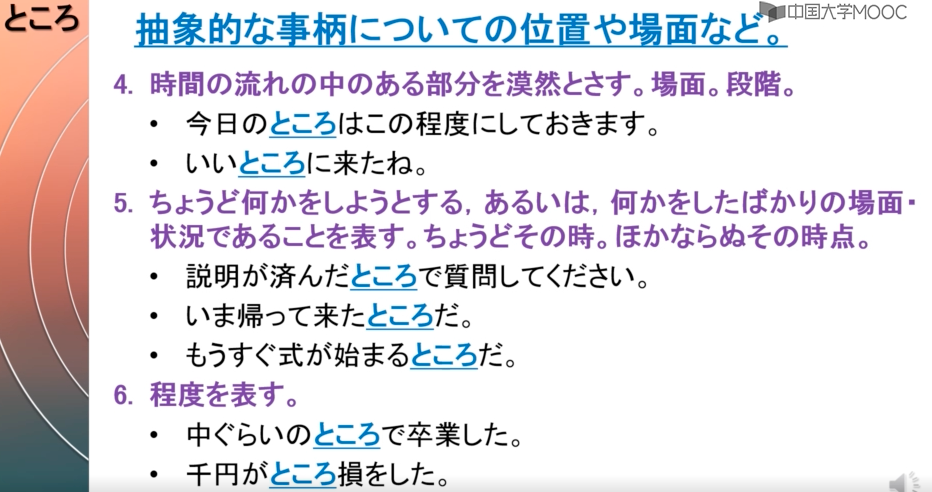 ところ
中国大学MOOC
抽象的な事柄についての位置や場面など。
4. 時間の流れの中のある部分を漠然とさす。場面。段階。
• 今日のところはこの程度にしておきます。
• いいところに来たね。
5. ちょうど何かをしようとする, あるいは, 何かをしたばかりの場面・
状況であることを表す。ちょうどその時。ほかならぬその時点。
• 説明が済んだところで質問してください。
• いま帰って来たところだ。
• もうすぐ式が始まるところだ。
6. 程度を表す。
• 中ぐらいのところで卒業した。
• 千円がところ損をした。